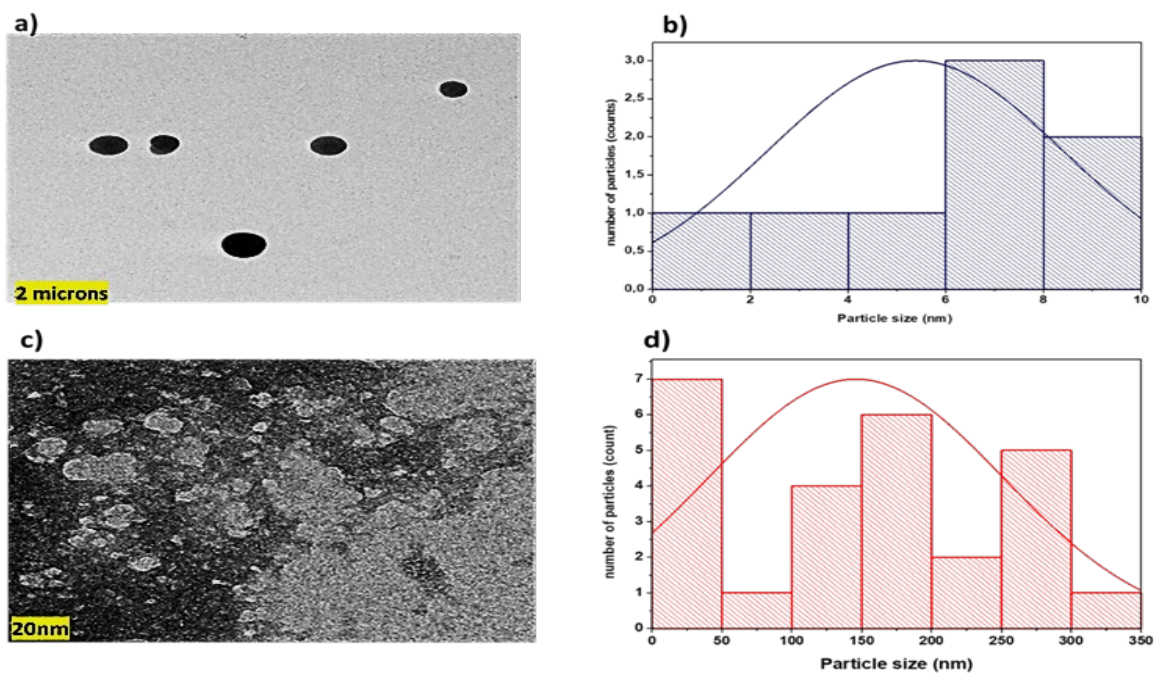 a)
2 microns
b)
number of particles (counts)
3,0
2,5
2,0
1,5
1,0
0,5
0,0
0 2 4 6 8 10
Particle size (nm)
c)
20nm
d)
number of particles (count)
7
6
5
4
3
2
1
0
0 50 100 150 200 250 300 350
Particle size (nm)